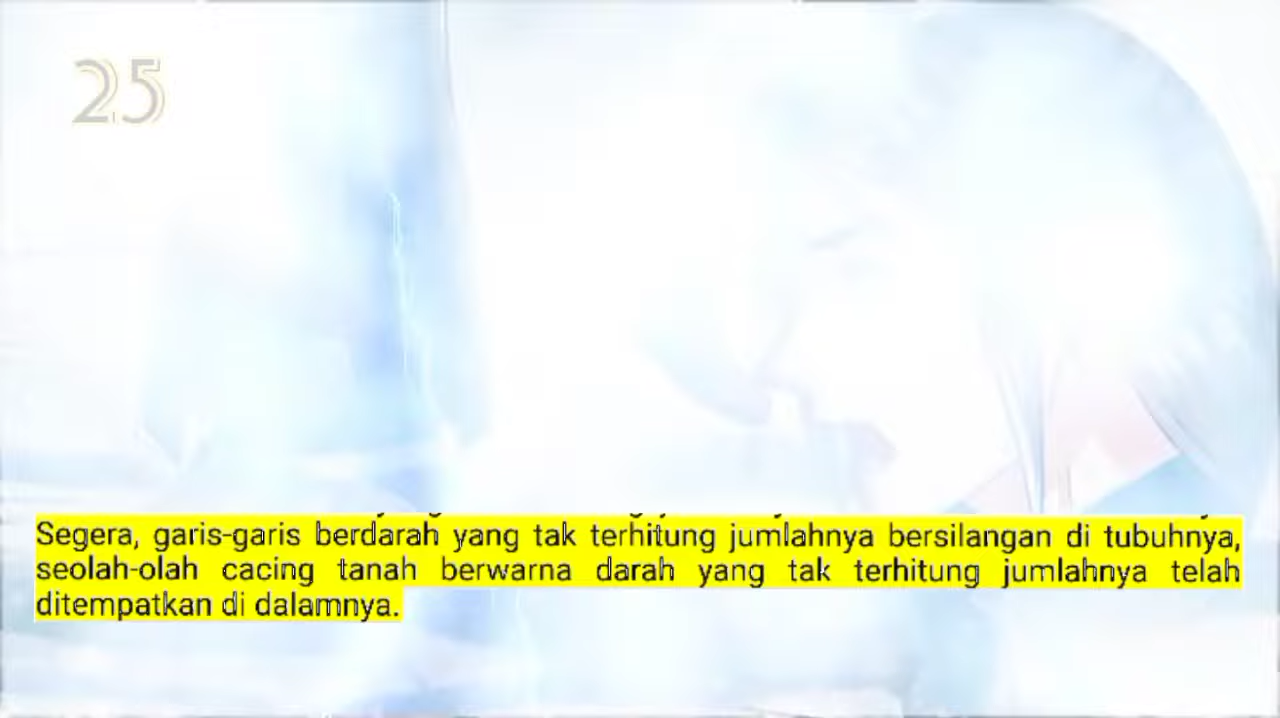 25
Segera, garis-garis berdarah yang tak terhitung jumlahnya bersilangan di tubuhnya,
seolah-olah cacing tanah berwarna darah yang tak terhitung jumlahnya telah
ditempatkan di dalamnya.